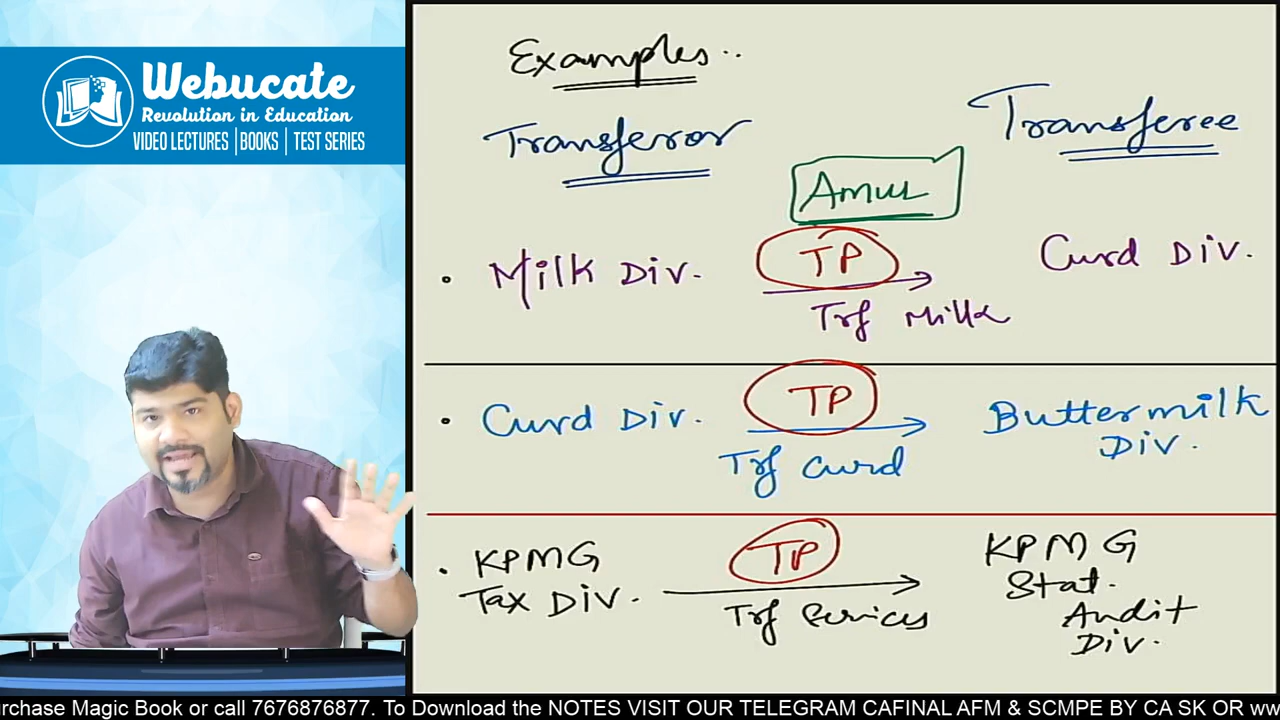 Webucate
Revolution in Education
VIDEO LECTURES | BOOKS | TEST SERIES
Examples..
Transferor
Transferee
Amul
• Milk Div.
TP
Trf Milk
Curd Div.
• Curd Div.
TP
Trf Curd
Buttermilk
Div.
• KPMG
Tax Div.
TP
Trf Services
KPMG
Stat.
Audit
Div.
rchase Magic Book or call 7676876877. To Download the NOTES VISIT OUR TELEGRAM CAFINAL AFM & SCMPE BY CA SK OR ww